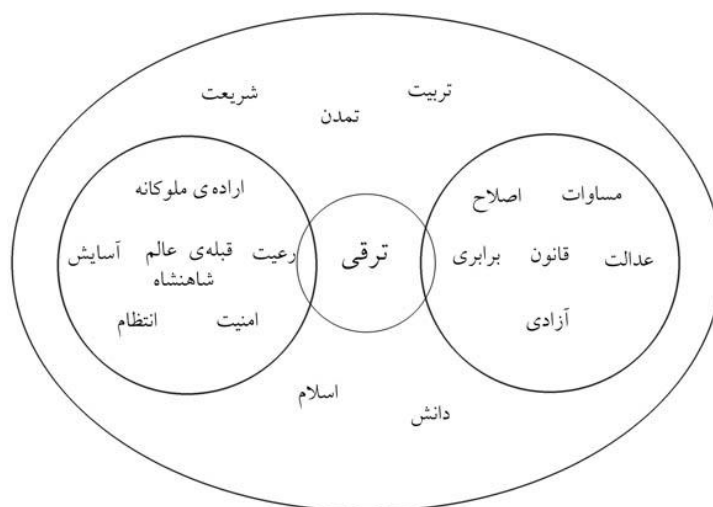 تربیت
شریعت
تمدن
مساوات
اصلاح
عدالت
قانون
برابری
آزادی
ترقی
اراده‌ی ملوکانه
رعیت
قبله‌ی عالم
شاهنشاه
آسایش
امنیت
انتظام
اسلام
دانش